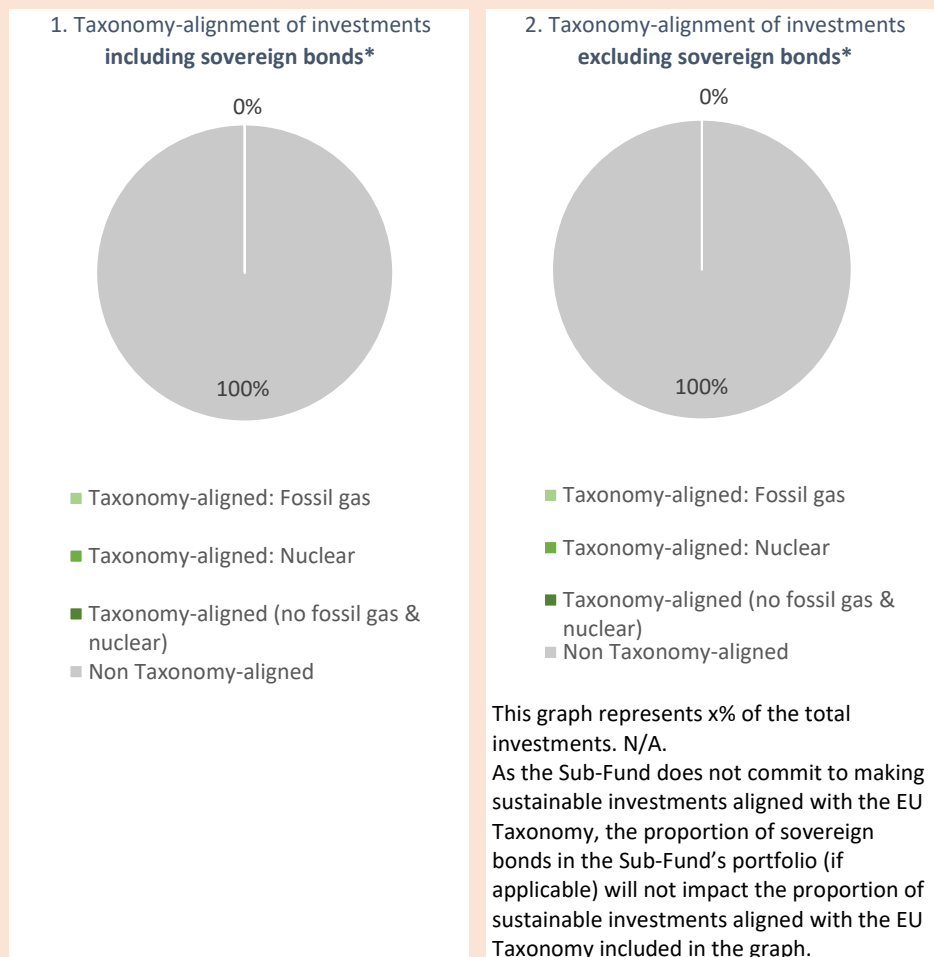 1. Taxonomy-alignment of investments
including sovereign bonds*
0%
100%
Taxonomy-aligned: Fossil gas
Taxonomy-aligned: Nuclear
Taxonomy-aligned (no fossil gas &
nuclear)
Non Taxonomy-aligned
2. Taxonomy-alignment of investments
excluding sovereign bonds*
0%
100%
Taxonomy-aligned: Fossil gas
Taxonomy-aligned: Nuclear
Taxonomy-aligned (no fossil gas &
nuclear)
Non Taxonomy-aligned
This graph represents x% of the total
investments. N/A.
As the Sub-Fund does not commit to making
sustainable investments aligned with the EU
Taxonomy, the proportion of sovereign
bonds in the Sub-Fund’s portfolio (if
applicable) will not impact the proportion of
sustainable investments aligned with the EU
Taxonomy included in the graph.